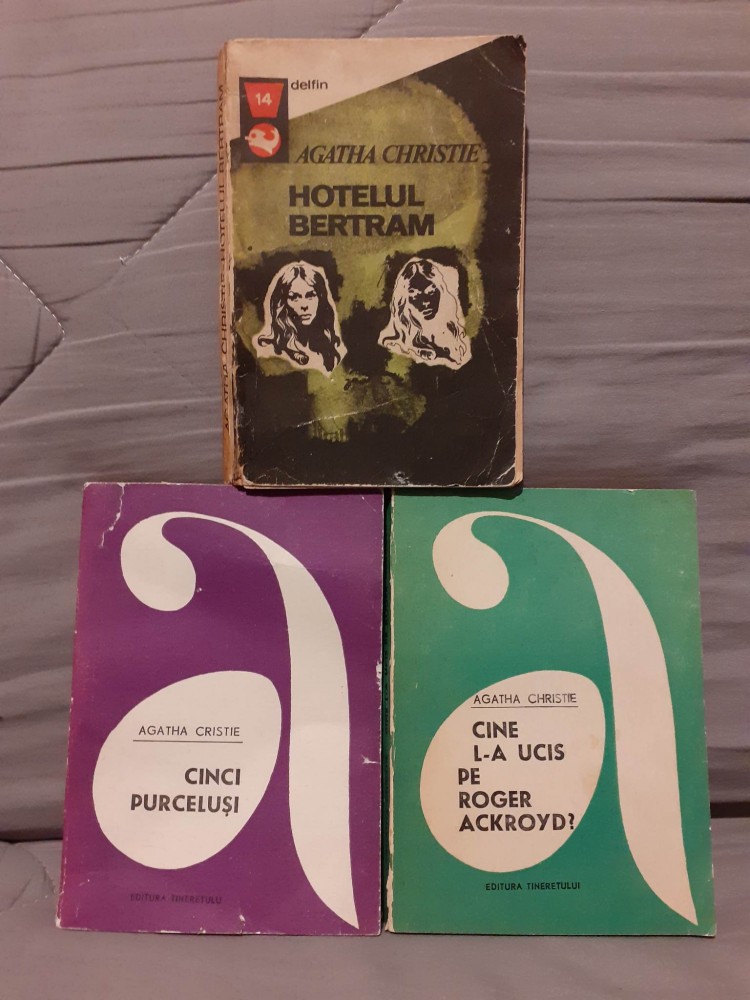 14
delfin
AGATHA CHRISTIE
HOTELUL
BERTRAM
AGATHA CHRISTIE HOTELUL BERTRAM
AGATHA CRISTIE
CINCI
PURCELUȘI
EDITURA TINERETULU
AGATHA CHRISTIE
CINE
L-A UCIS
PE
ROGER
ACKROYD?
EDITURA TINERETULUI